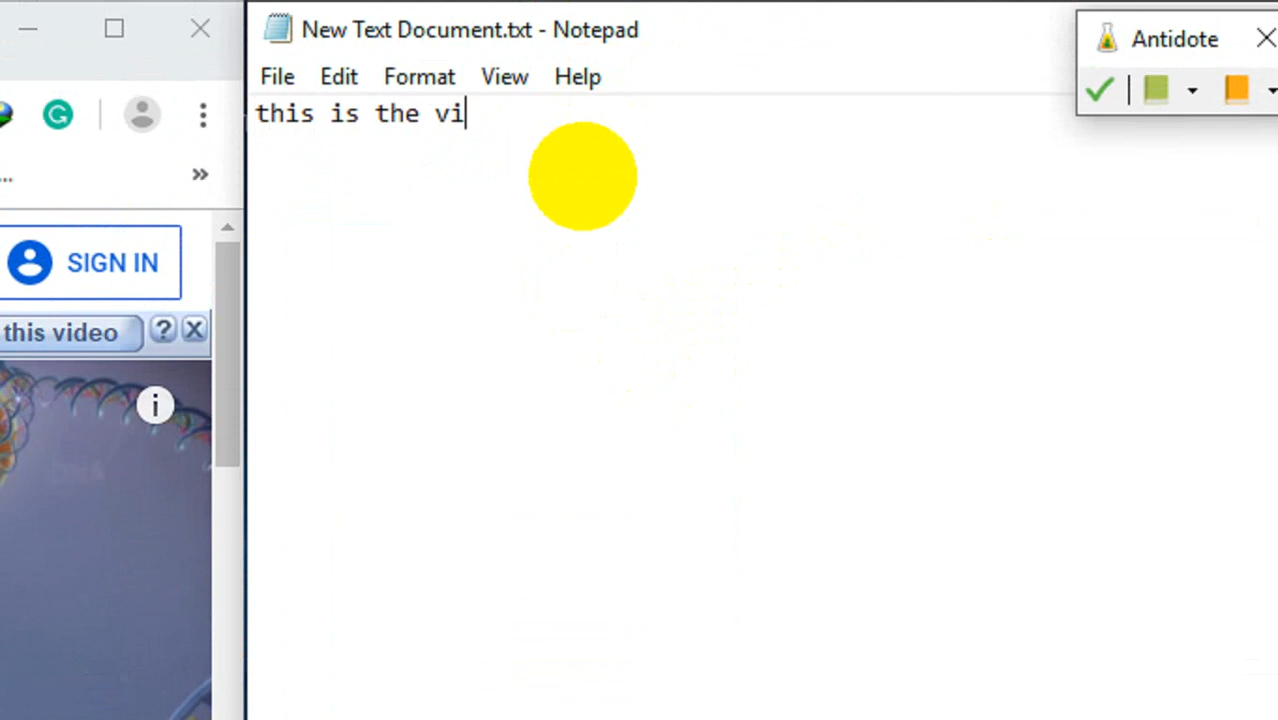 New Text Document.txt - Notepad
Antidote
File Edit Format View Help
this is the vi
...
»
SIGN IN
this video ? X
i